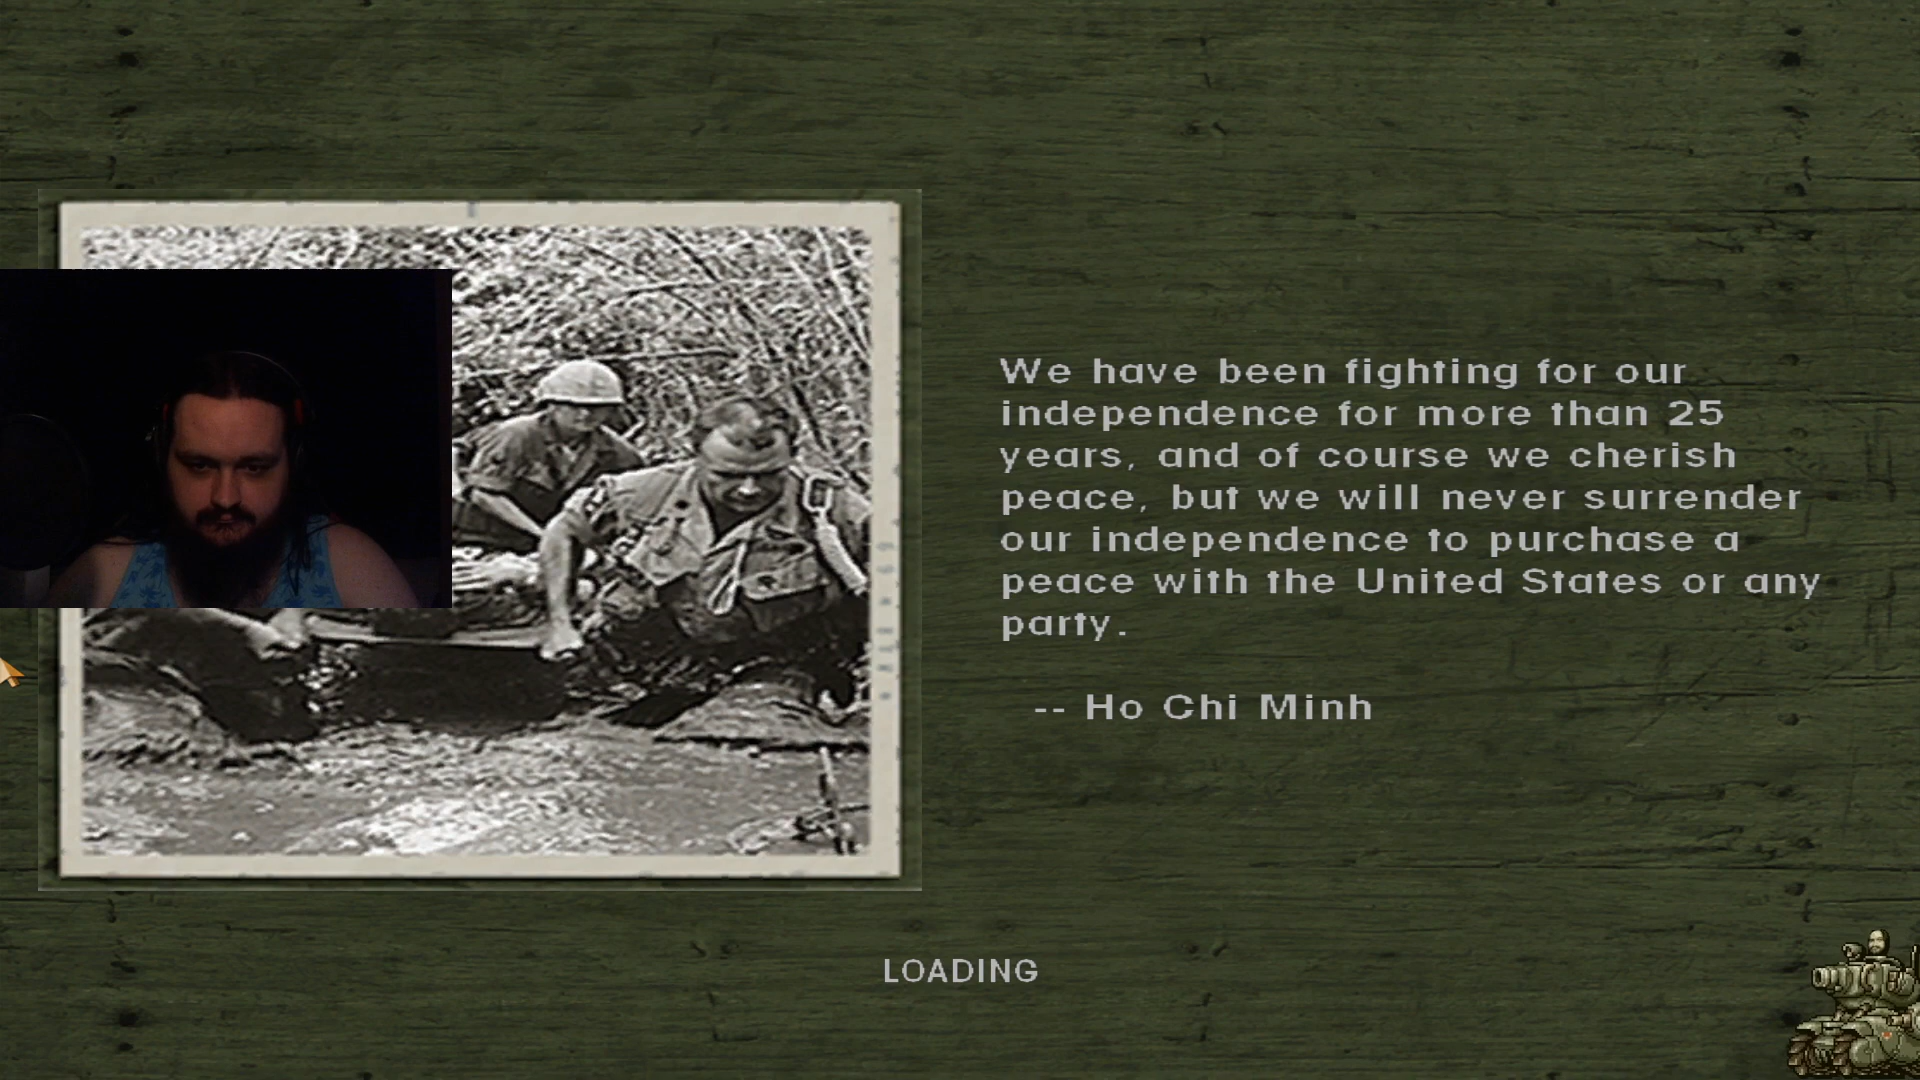 We have been fighting for our
independence for more than 25
years, and of course we cherish
peace, but we will never surrender
our independence to purchase a
peace with the United States or any
party.
-- Ho Chi Minh
LOADING